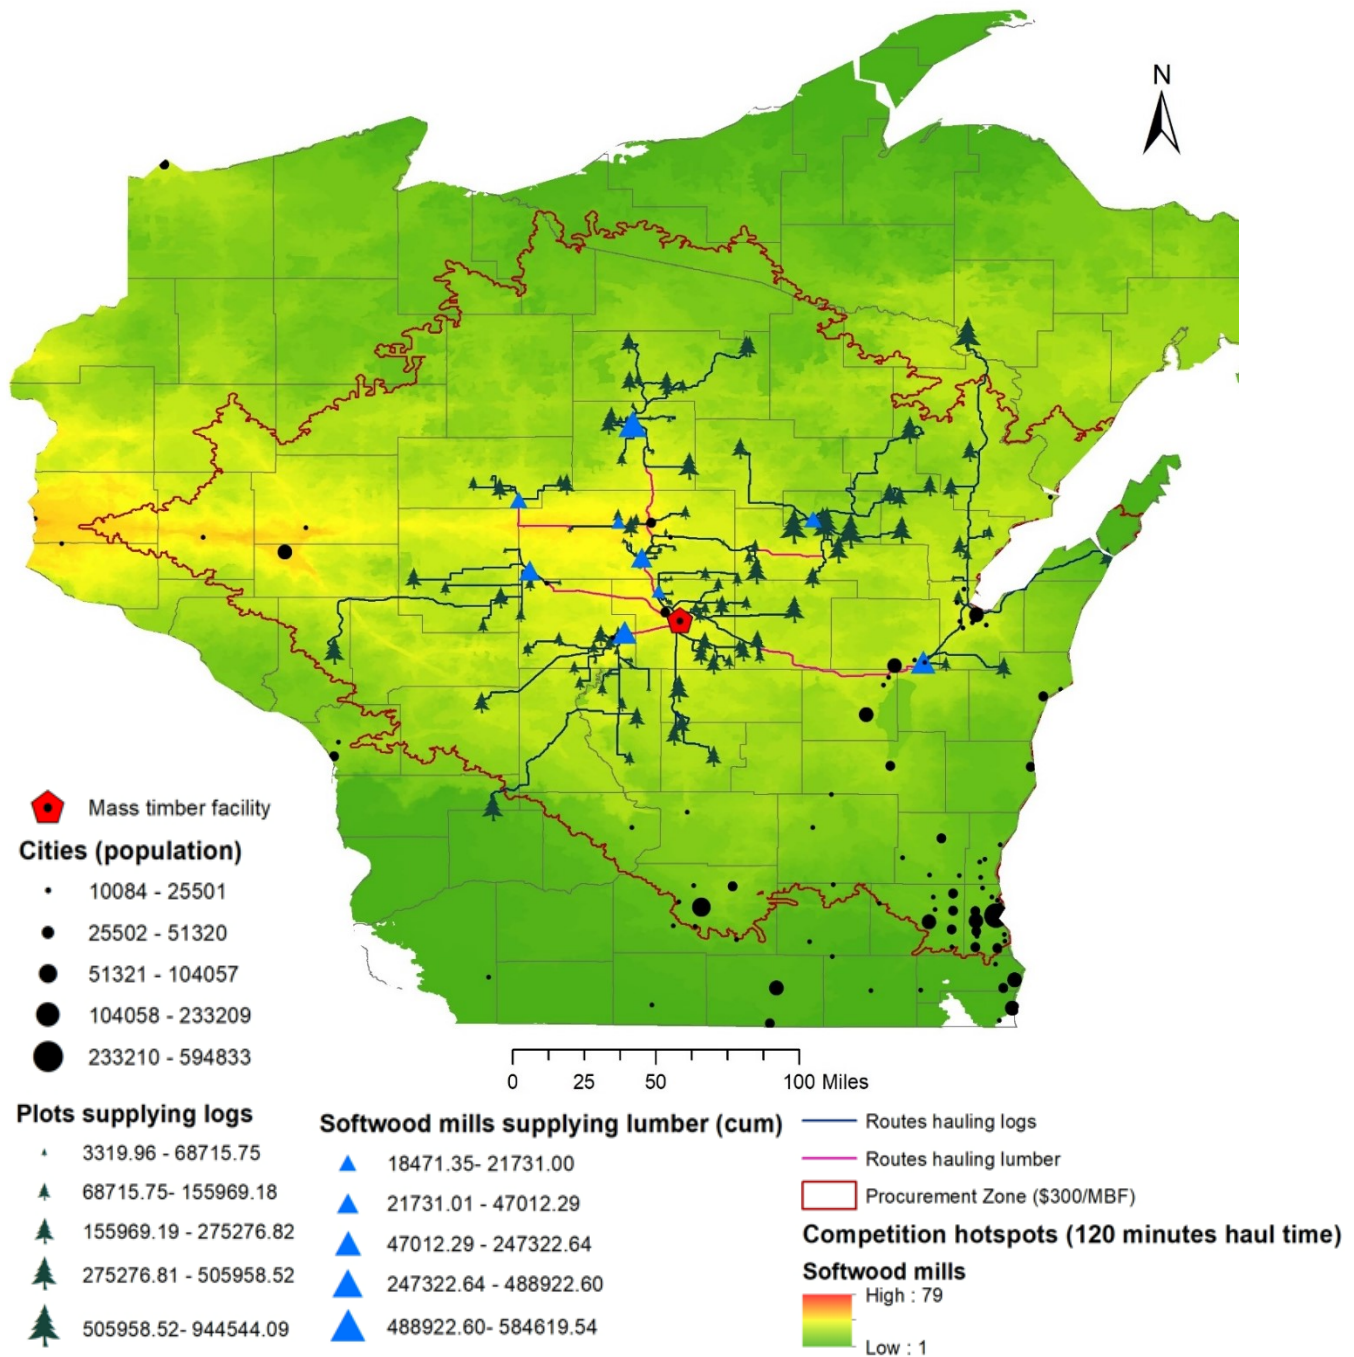 N
Mass timber facility
Cities (population)
10084 - 25501
25502 - 51320
51321 - 104057
104058 - 233209
233210 - 594833
0 25 50 100 Miles
Plots supplying logs
3319.96 - 68715.75
68715.75- 155969.18
155969.19 - 275276.82
275276.81 - 505958.52
505958.52- 944544.09
Softwood mills supplying lumber (cum)
18471.35- 21731.00
21731.01 - 47012.29
47012.29 - 247322.64
247322.64 - 488922.60
488922.60- 584619.54
Routes hauling logs
Routes hauling lumber
Procurement Zone ($300/MBF)
Competition hotspots (120 minutes haul time)
Softwood mills
High : 79
Low : 1